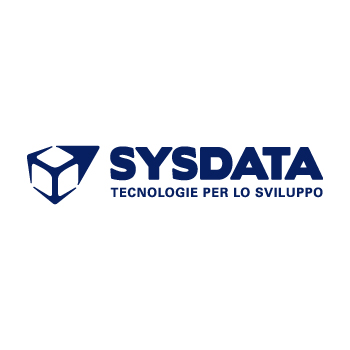 SYSDATA
TECNOLOGIE PER LO SVILUPPO